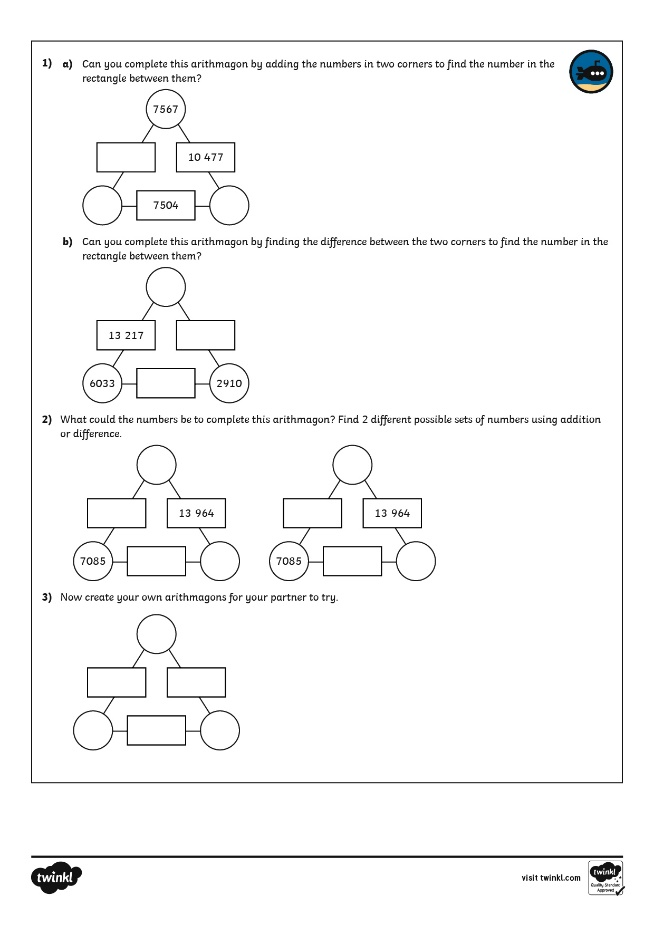 1) a) Can you complete this arithmagon by adding the numbers in two corners to find the number in the
rectangle between them?
7567
10 477
7504
b) Can you complete this arithmagon by finding the difference between the two corners to find the number in the
rectangle between them?
13 217
6033
2910
2) What could the numbers be to complete this arithmagon? Find 2 different possible sets of numbers using addition
or difference.
13 964
13 964
7085
7085
3) Now create your own arithmagons for your partner to try.
twinkl
visit twinkl.com
twinkl
Quality Standard
Approved